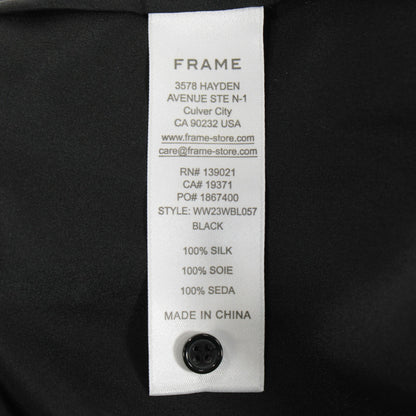 FRAME
3578 HAYDEN
AVENUE STE N-1
Culver City
CA 90232 USA
www.frame-store.com
care@frame-store.com
RN# 139021
CA# 19371
PO# 1867400
STYLE: WW23WBL057
BLACK
100% SILK
100% SOIE
100% SEDA
MADE IN CHINA